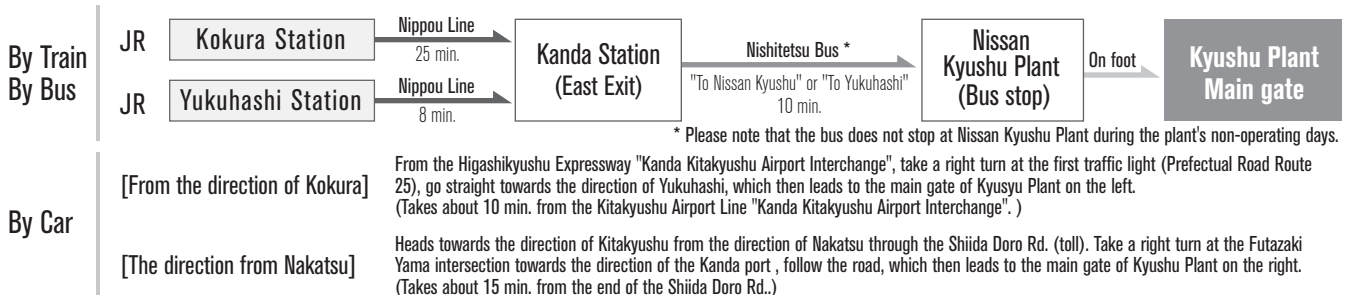 By Train
By Bus
JR
Kokura Station
Nippou Line
25 min.
JR
Yukuhashi Station
Nippou Line
8 min.
Kanda Station
(East Exit)
Nishitetsu Bus *
"To Nissan Kyushu" or "To Yukuhashi"
10 min.
Nissan
Kyushu Plant
(Bus stop)
On foot
Kyushu Plant
Main gate
* Please note that the bus does not stop at Nissan Kyushu Plant during the plant's non-operating days.
By Car
[From the direction of Kokura]
From the Higashikyushu Expressway "Kanda Kitakyushu Airport Interchange", take a right turn at the first traffic light (Prefectual Road Route
25), go straight towards the direction of Yukuhashi, which then leads to the main gate of Kyusyu Plant on the left.
(Takes about 10 min. from the Kitakyushu Airport Line "Kanda Kitakyushu Airport Interchange". )
[The direction from Nakatsu]
Heads towards the direction of Kitakyushu from the direction of Nakatsu through the Shiida Doro Rd. (toll). Take a right turn at the Futazaki
Yama intersection towards the direction of the Kanda port , follow the road, which then leads to the main gate of Kyushu Plant on the right.
(Takes about 15 min. from the end of the Shiida Doro Rd..)